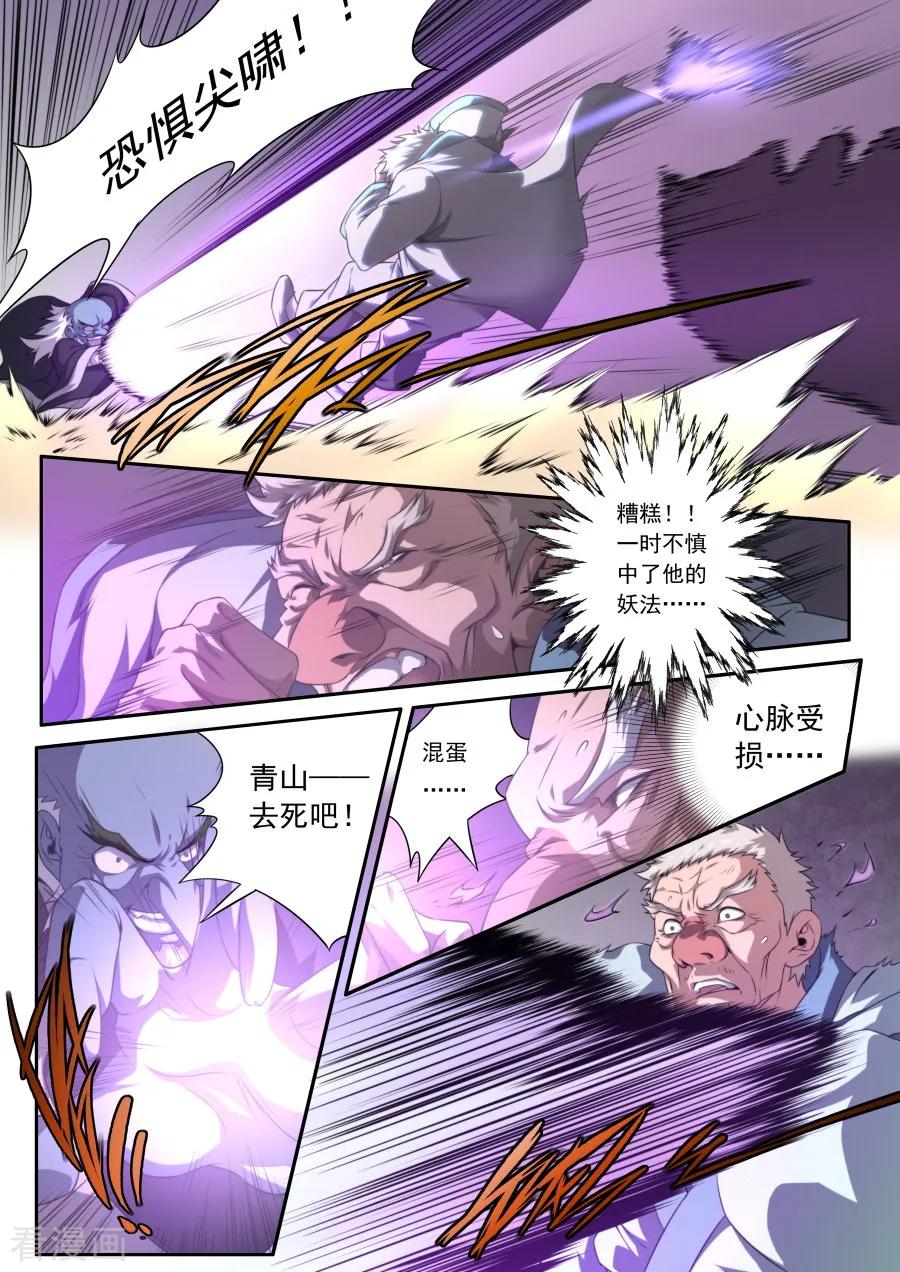 恐惧尖啸！！
糟糕！！
一时不慎
中了他的
妖法……
心脉受
损……
混蛋
……
青山——
去死吧！
看漫画